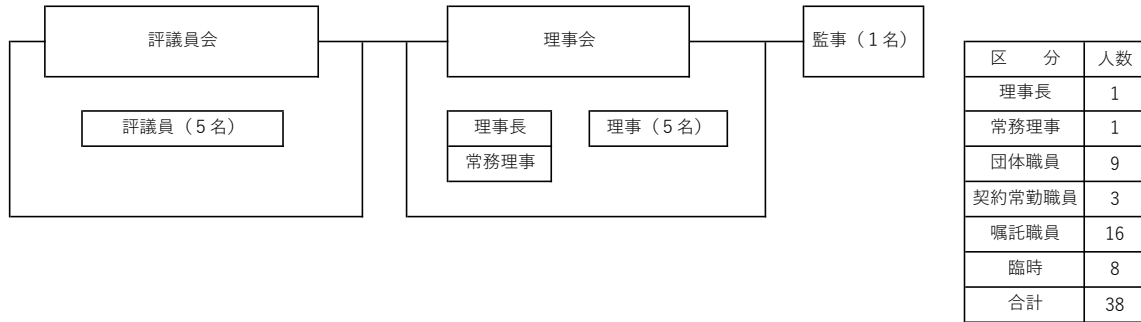 評議員会
理事会
監事（1名）
評議員（5名）
理事長
常務理事
理事（5名）
区　　分 人数
理事長 1
常務理事 1
団体職員 9
契約常勤職員 3
嘱託職員 16
臨時 8
合計 38